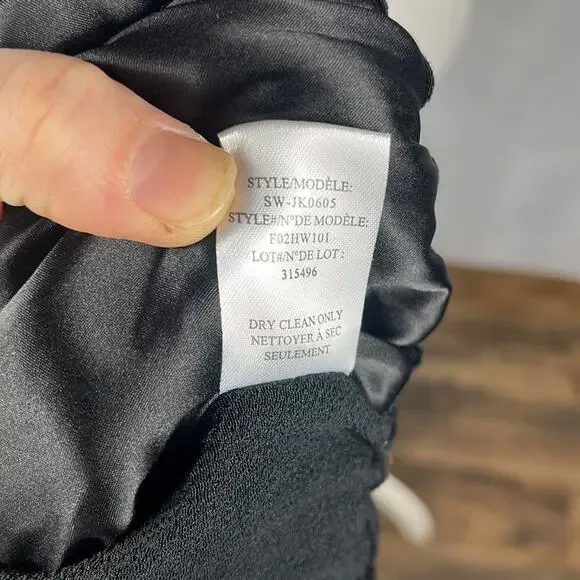 STYLE/MODÈLE:
SW-JK0605
STYLE#/N°DE MODÈLE:
F02HW101
LOT#/N°DE LOT :
315496
DRY CLEAN ONLY
NETTOYER À SEC
SEULEMENT